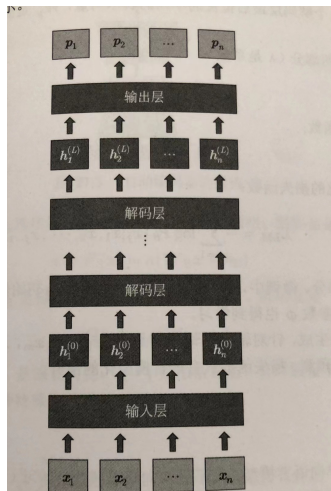 示。
p₁ p₂ … pₙ
输出层
h₁⁽ᴸ⁾ h₂⁽ᴸ⁾ … hₙ⁽ᴸ⁾
解码层
⋮
解码层
h₁⁽⁰⁾ h₂⁽⁰⁾ … hₙ⁽⁰⁾
输入层
x₁ x₂ … xₙ